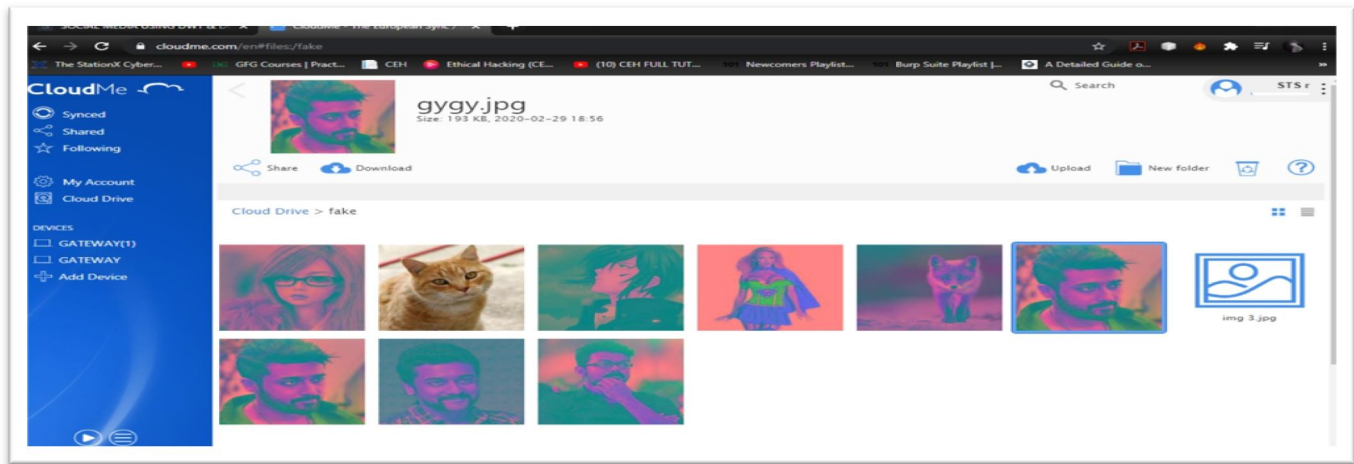 SOCIAL MEDIA USING DWT &
CloudMe - The European Sync /
cloudme.com/en#files:/fake
The StationX Cyber...
GFG Courses | Pract...
CEH
Ethical Hacking (CE...
(10) CEH FULL TUT...
Newcomers Playlist...
Burp Suite Playlist |...
A Detailed Guide o...
CloudMe
Synced
Shared
Following
My Account
Cloud Drive
DEVICES
GATEWAY(1)
GATEWAY
Add Device
gygy.jpg
Size: 193 KB, 2020-02-29 18:56
Search
STS r
Share
Download
Upload
New folder
Cloud Drive > fake
img 3.jpg